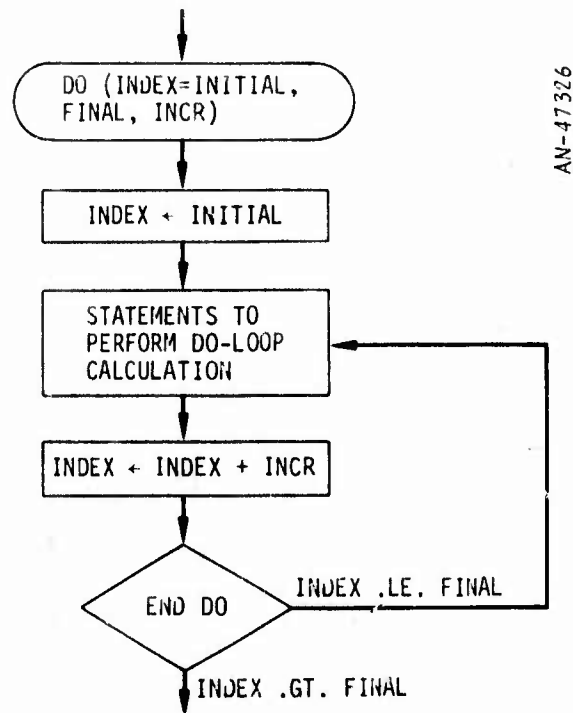 DO (INDEX=INITIAL,
FINAL, INCR)
AN-47326
INDEX ← INITIAL
STATEMENTS TO
PERFORM DO-LOOP
CALCULATION
INDEX ← INDEX + INCR
END DO
INDEX .LE. FINAL
INDEX .GT. FINAL